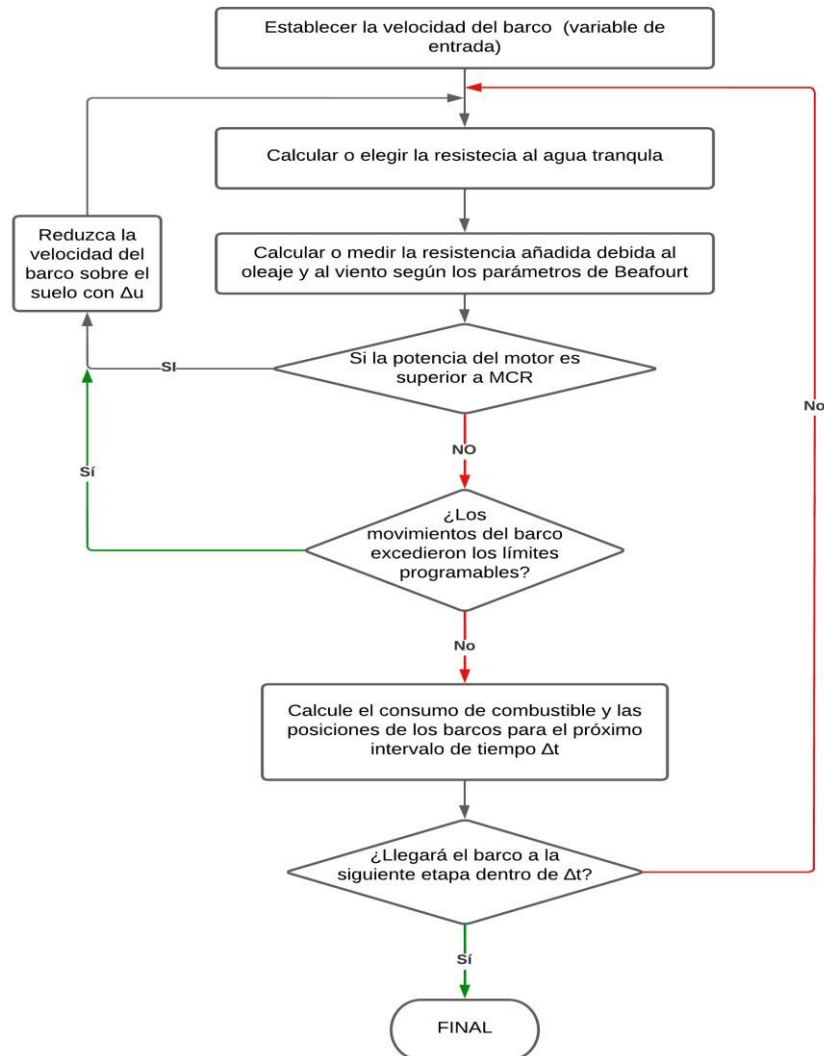 Establecer la velocidad del barco (variable de
entrada)
Calcular o elegir la resistecia al agua tranqula
Reduzca la
velocidad del
barco sobre el
suelo con Δu
Calcular o medir la resistencia añadida debida al
oleaje y al viento según los parámetros de Beafourt
Si la potencia del motor es
superior a MCR
SI
No
NO
Sí
¿Los
movimientos del barco
excedieron los límites
programables?
No
Calcule el consumo de combustible y las
posiciones de los barcos para el próximo
intervalo de tiempo Δt
¿Llegará el barco a la
siguiente etapa dentro de Δt?
Sí
FINAL